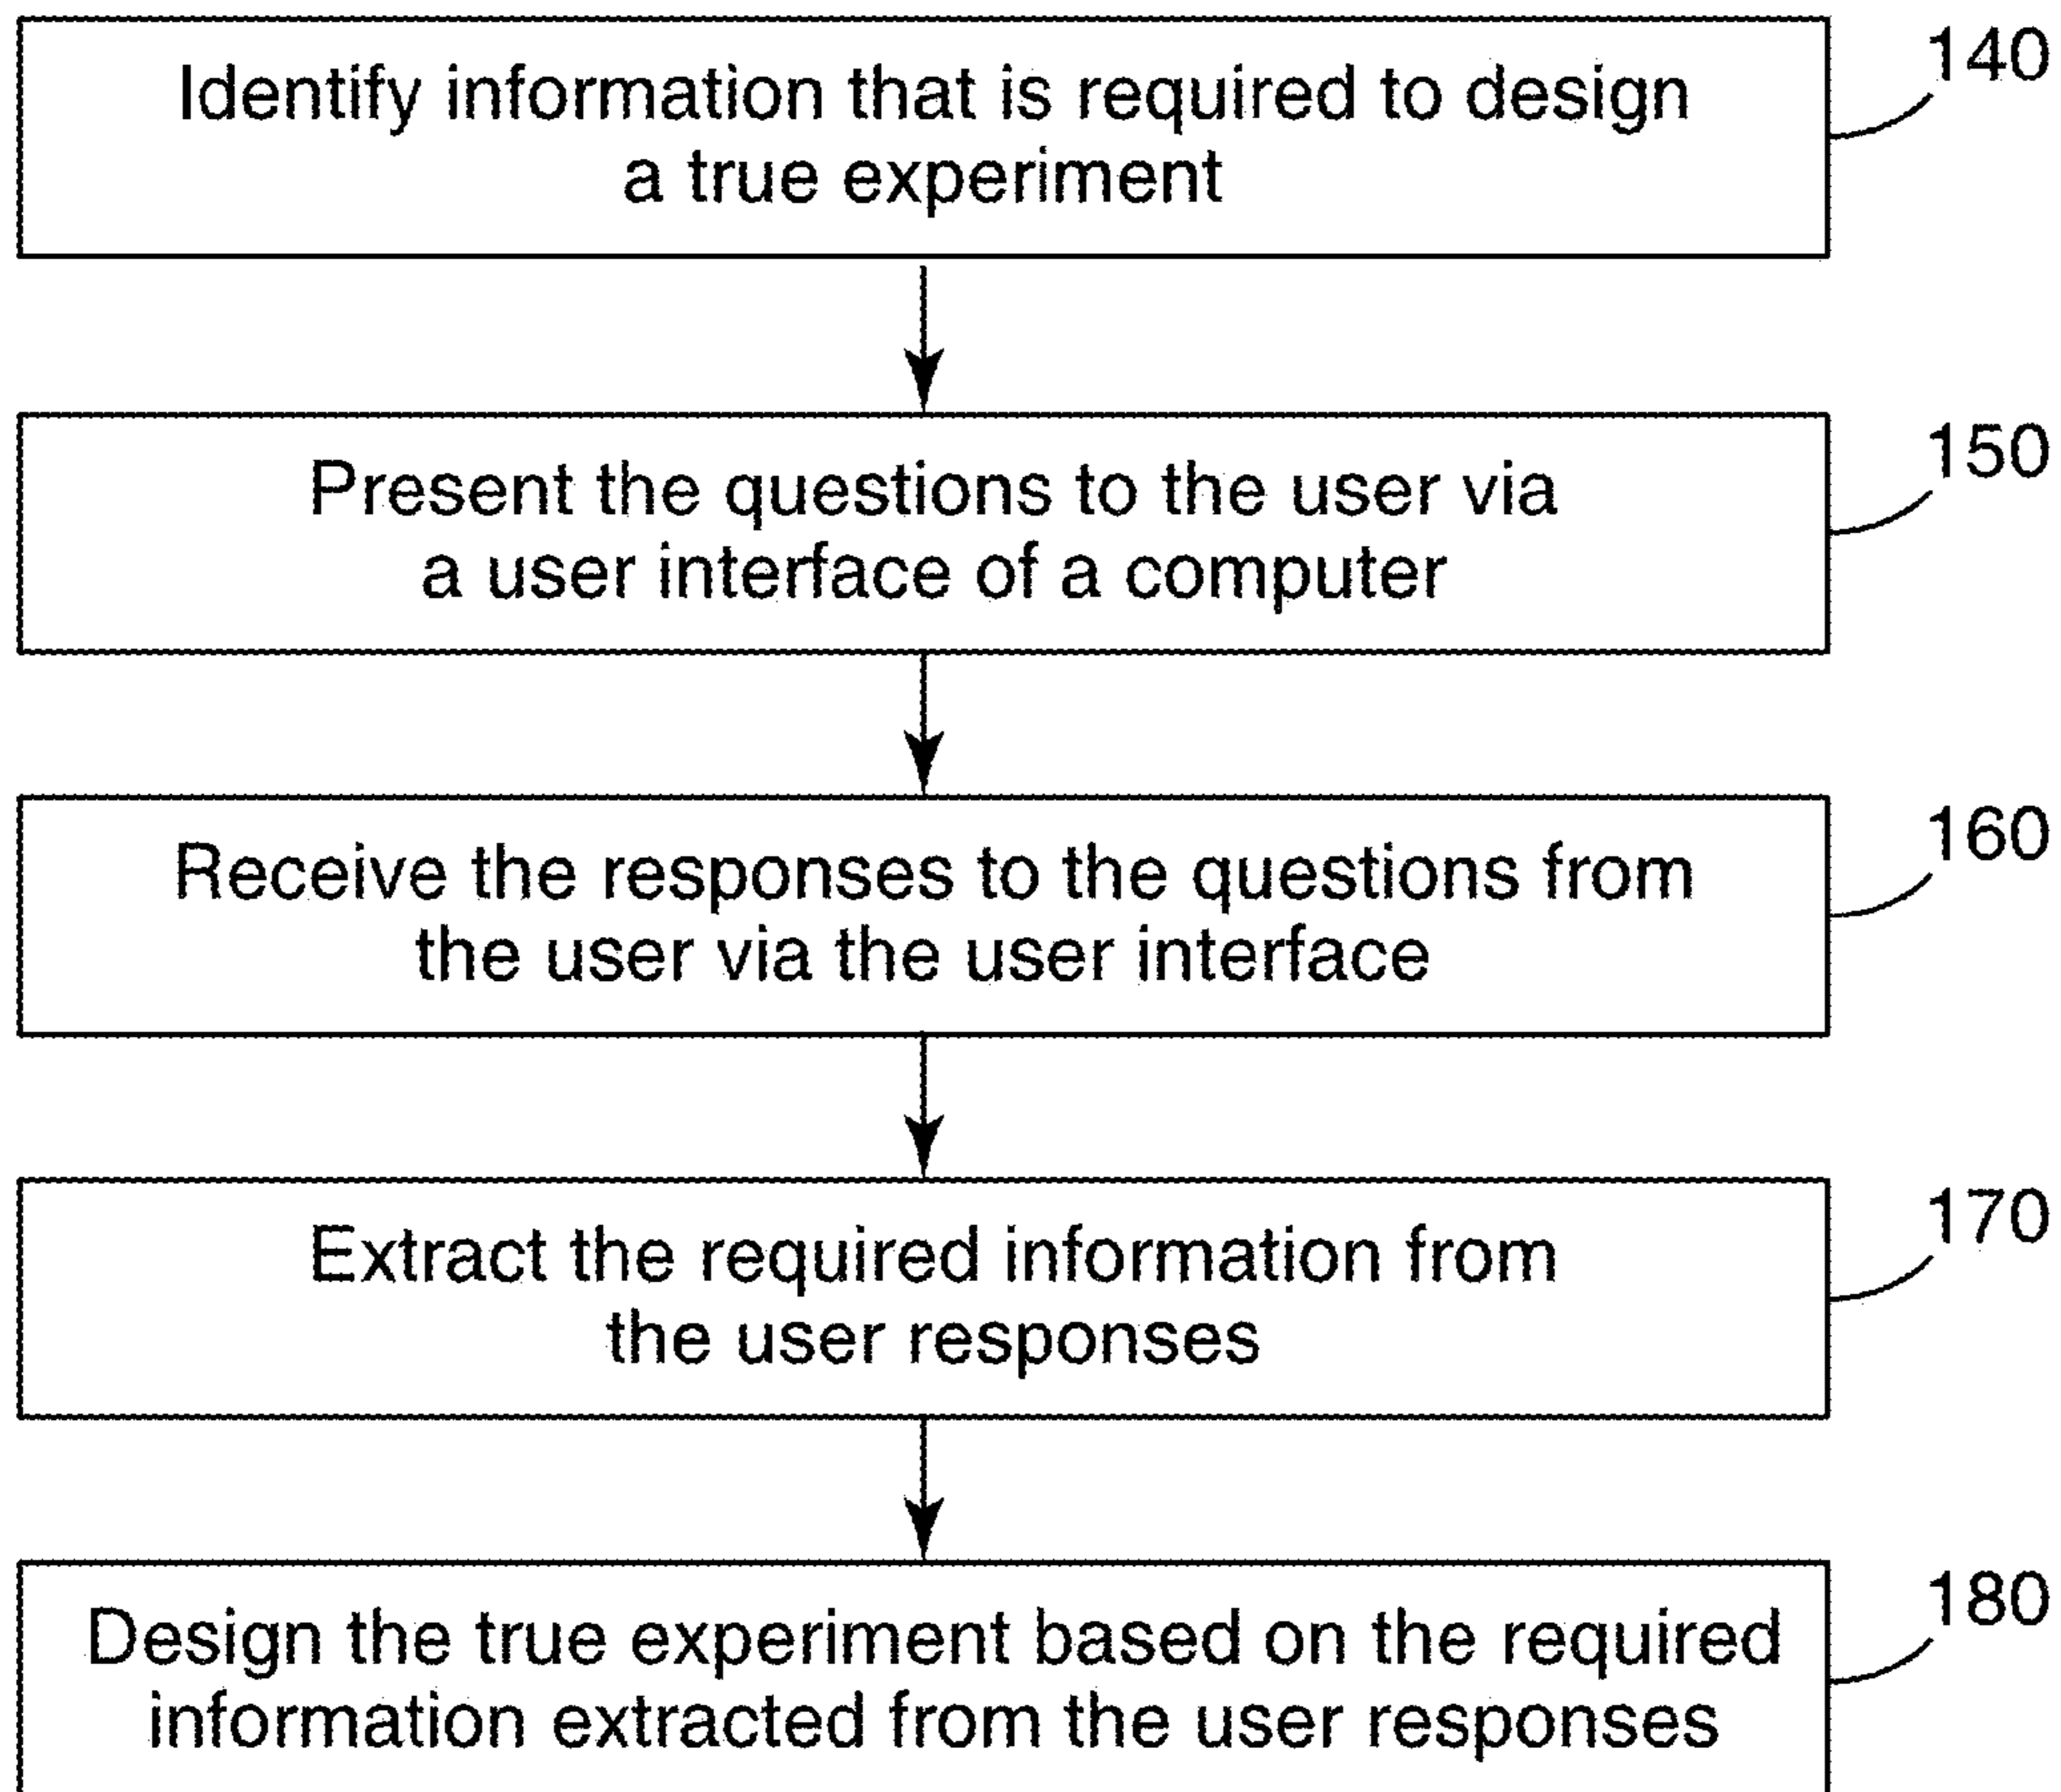 140
Identify information that is required to design
a true experiment
150
Present the questions to the user via
a user interface of a computer
160
Receive the responses to the questions from
the user via the user interface
170
Extract the required information from
the user responses
180
Design the true experiment based on the required
information extracted from the user responses